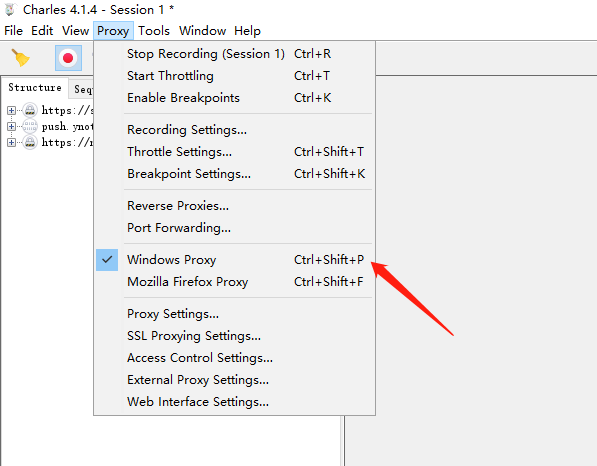 Charles 4.1.4 - Session 1 *
File Edit View Proxy Tools Window Help
Stop Recording (Session 1) Ctrl+R
Start Throttling Ctrl+T
Enable Breakpoints Ctrl+K
Structure
https://s
push.ynot
Recording Settings...
Throttle Settings... Ctrl+Shift+T
Breakpoint Settings... Ctrl+Shift+K
Reverse Proxies...
Port Forwarding...
Windows Proxy Ctrl+Shift+P
Mozilla Firefox Proxy Ctrl+Shift+F
Proxy Settings...
SSL Proxying Settings...
Access Control Settings...
External Proxy Settings...
Web Interface Settings...